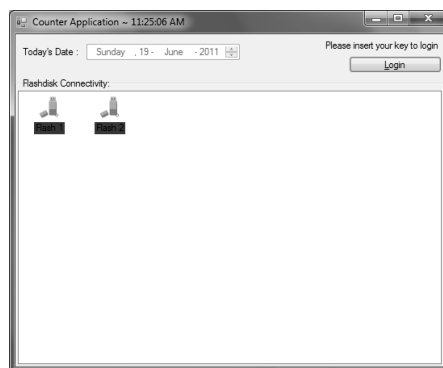 Counter Application ~ 11:25:06 AM
Today's Date : Sunday , 19 - June - 2011
Please insert your key to login
Login
Flashdisk Connectivity:
Flash 1 Flash 2